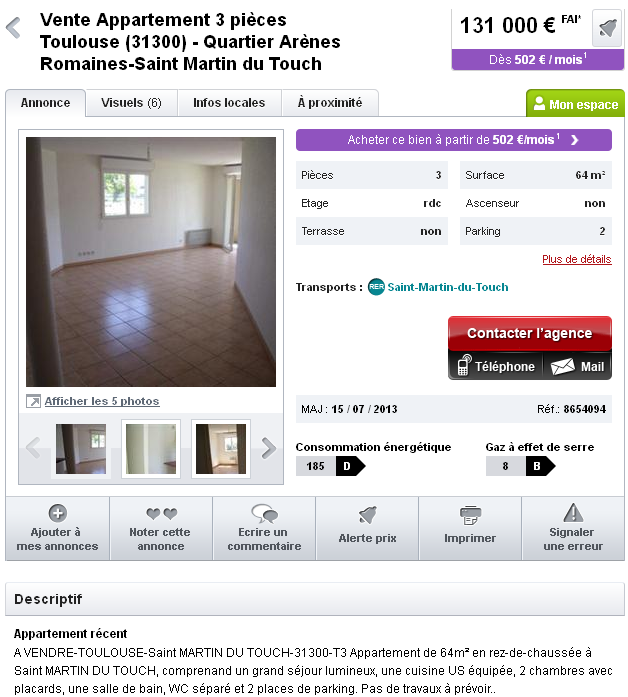 Vente Appartement 3 pièces
Toulouse (31300) - Quartier Arènes
Romaines-Saint Martin du Touch
131 000 € FAI*
Dès 502 € / mois¹
Annonce
Visuels (6)
Infos locales
À proximité
Mon espace
Acheter ce bien à partir de 502 €/mois¹
Pièces 3
Surface 64 m²
Etage rdc
Ascenseur non
Terrasse non
Parking 2
Plus de détails
Transports : RER Saint-Martin-du-Touch
Contacter l'agence
Téléphone
Mail
Afficher les 5 photos
MAJ : 15 / 07 / 2013
Réf.: 8654094
Consommation énergétique
185 D
Gaz à effet de serre
8 B
Ajouter à
mes annonces
Noter cette
annonce
Ecrire un
commentaire
Alerte prix
Imprimer
Signaler
une erreur
Descriptif
Appartement récent
A VENDRE-TOULOUSE-Saint MARTIN DU TOUCH-31300-T3 Appartement de 64m² en rez-de-chaussée à
Saint MARTIN DU TOUCH, comprenand un grand séjour lumineux, une cuisine US équipée, 2 chambres avec
placards, une salle de bain, WC séparé et 2 places de parking. Pas de travaux à prévoir..